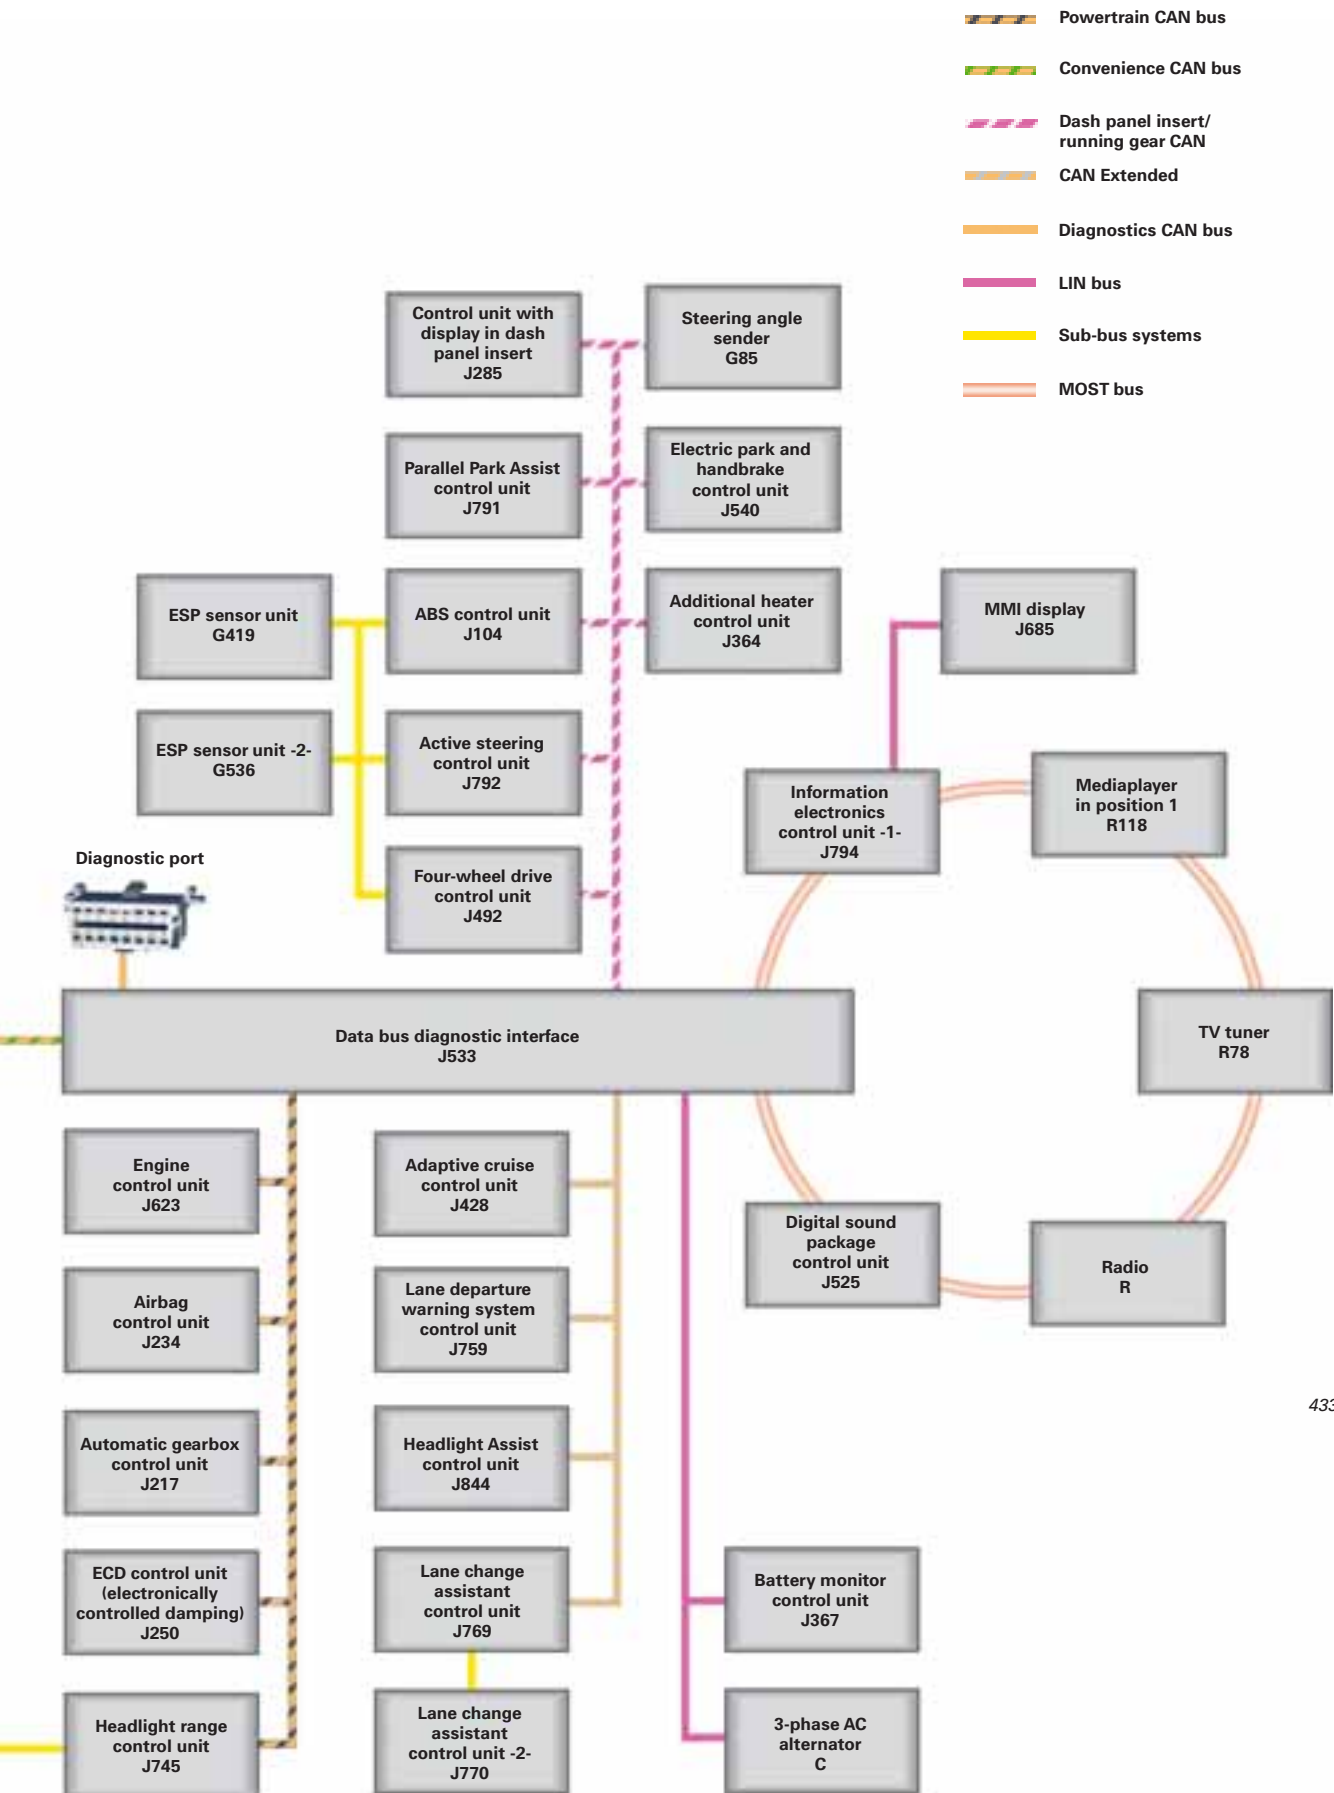 Powertrain CAN bus
Convenience CAN bus
Dash panel insert/
running gear CAN
CAN Extended
Diagnostics CAN bus
LIN bus
Sub-bus systems
MOST bus
Control unit with
display in dash
panel insert
J285
Steering angle
sender
G85
Parallel Park Assist
control unit
J791
Electric park and
handbrake
control unit
J540
ESP sensor unit
G419
ABS control unit
J104
Additional heater
control unit
J364
MMI display
J685
ESP sensor unit -2-
G536
Active steering
control unit
J792
Information
electronics
control unit -1-
J794
Mediaplayer
in position 1
R118
Diagnostic port
Four-wheel drive
control unit
J492
Data bus diagnostic interface
J533
TV tuner
R78
Engine
control unit
J623
Adaptive cruise
control unit
J428
Digital sound
package
control unit
J525
Radio
R
Airbag
control unit
J234
Lane departure
warning system
control unit
J759
433
Automatic gearbox
control unit
J217
Headlight Assist
control unit
J844
ECD control unit
(electronically
controlled damping)
J250
Lane change
assistant
control unit
J769
Battery monitor
control unit
J367
Headlight range
control unit
J745
Lane change
assistant
control unit -2-
J770
3-phase AC
alternator
C